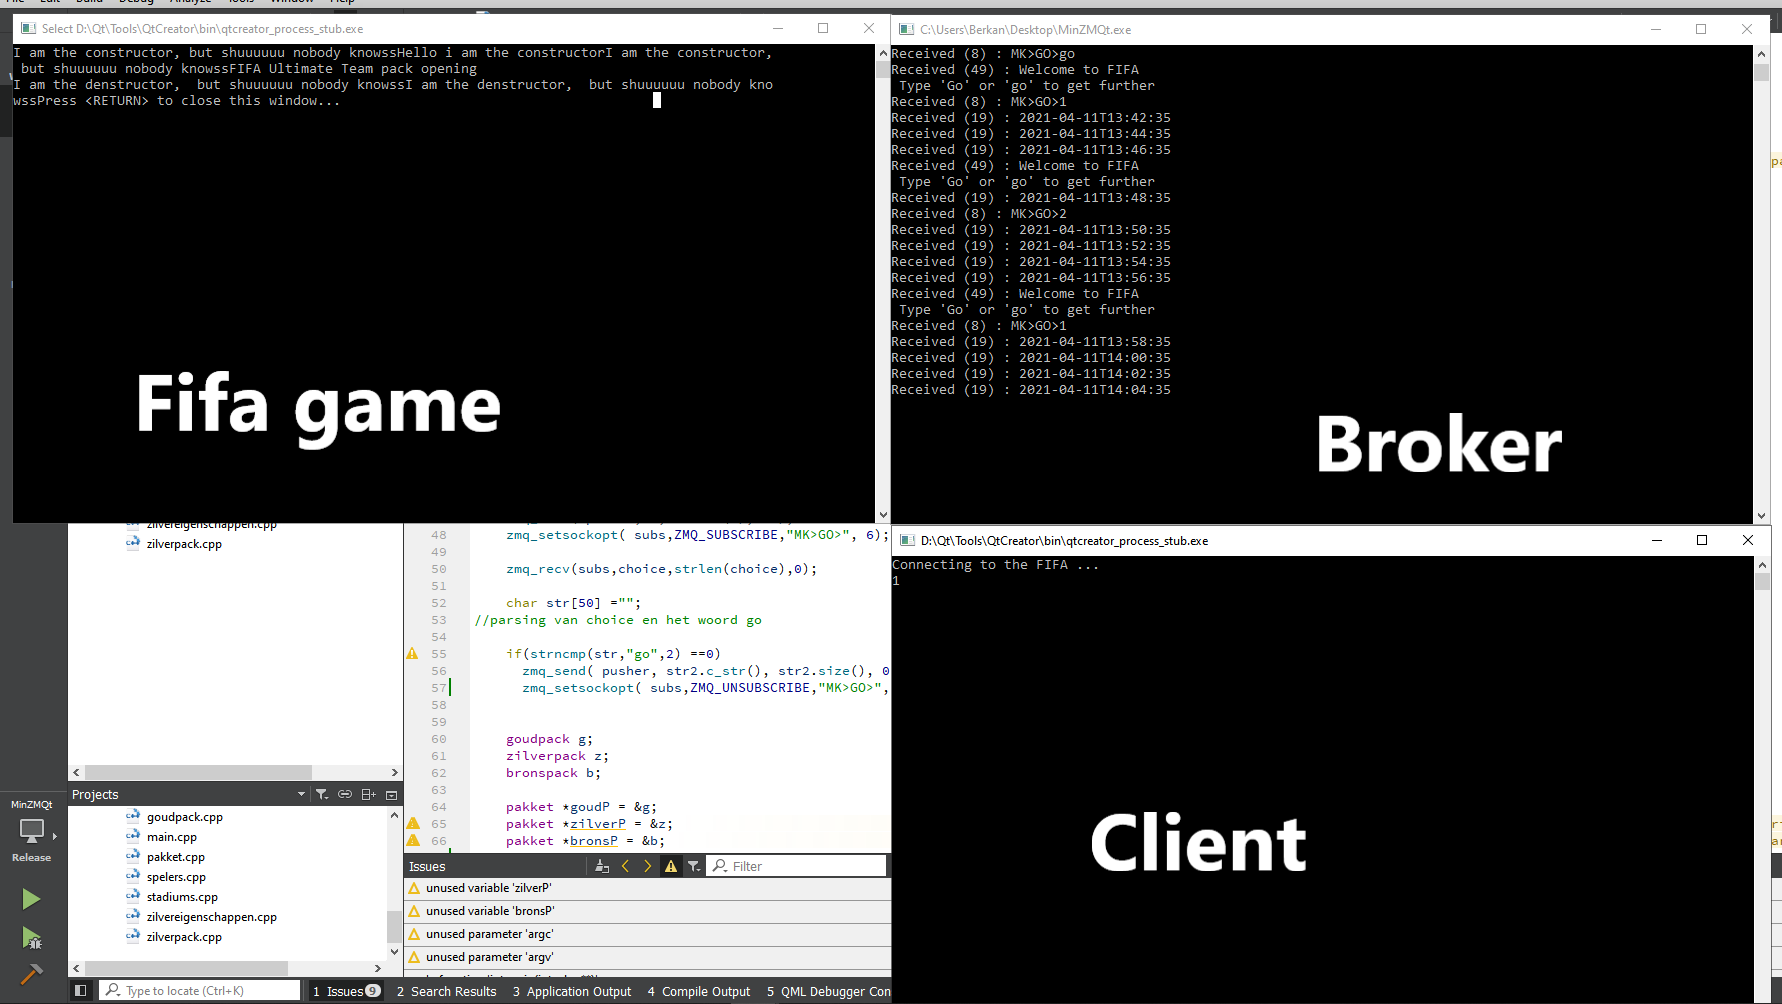 File Edit Build Debug Analyze Tools Window Help
Select D:\Qt\Tools\QtCreator\bin\qtcreator_process_stub.exe
I am the constructor, but shuuuuuu nobody knowssHello i am the constructorI am the constructor,
 but shuuuuuu nobody knowssFIFA Ultimate Team pack opening
I am the denstructor,  but shuuuuuu nobody knowssI am the denstructor,  but shuuuuuu nobody kno
wssPress <RETURN> to close this window...
Fifa game
C:\Users\Berkan\Desktop\MinZMQt.exe
Received (8) : MK>GO>go
Received (49) : Welcome to FIFA
 Type 'Go' or 'go' to get further
Received (8) : MK>GO>1
Received (19) : 2021-04-11T13:42:35
Received (19) : 2021-04-11T13:44:35
Received (19) : 2021-04-11T13:46:35
Received (49) : Welcome to FIFA
 Type 'Go' or 'go' to get further
Received (19) : 2021-04-11T13:48:35
Received (8) : MK>GO>2
Received (19) : 2021-04-11T13:50:35
Received (19) : 2021-04-11T13:52:35
Received (19) : 2021-04-11T13:54:35
Received (19) : 2021-04-11T13:56:35
Received (49) : Welcome to FIFA
 Type 'Go' or 'go' to get further
Received (8) : MK>GO>1
Received (19) : 2021-04-11T13:58:35
Received (19) : 2021-04-11T14:00:35
Received (19) : 2021-04-11T14:02:35
Received (19) : 2021-04-11T14:04:35
Broker
zilvereigenschappen.cpp
zilverpack.cpp
48 zmq_setsockopt( subs,ZMQ_SUBSCRIBE,"MK>GO>", 6);
49
50 zmq_recv(subs,choice,strlen(choice),0);
51
52 char str[50] ="";
53 //parsing van choice en het woord go
54
55 if(strncmp(str,"go",2) ==0)
56 zmq_send( pusher, str2.c_str(), str2.size(), 0
57 zmq_setsockopt( subs,ZMQ_UNSUBSCRIBE,"MK>GO>",
58
59
60 goudpack g;
61 zilverpack z;
62 bronspack b;
63
64 pakket *goudP = &g;
65 pakket *zilverP = &z;
66 pakket *bronsP = &b;
D:\Qt\Tools\QtCreator\bin\qtcreator_process_stub.exe
Connecting to the FIFA ...
1
Client
Projects
goudpack.cpp
main.cpp
pakket.cpp
spelers.cpp
stadiums.cpp
zilvereigenschappen.cpp
zilverpack.cpp
MinZMQt
Release
Issues
Filter
unused variable 'zilverP'
unused variable 'bronsP'
unused parameter 'argc'
unused parameter 'argv'
Type to locate (Ctrl+K)
1 Issues 9
2 Search Results
3 Application Output
4 Compile Output
5 QML Debugger Con